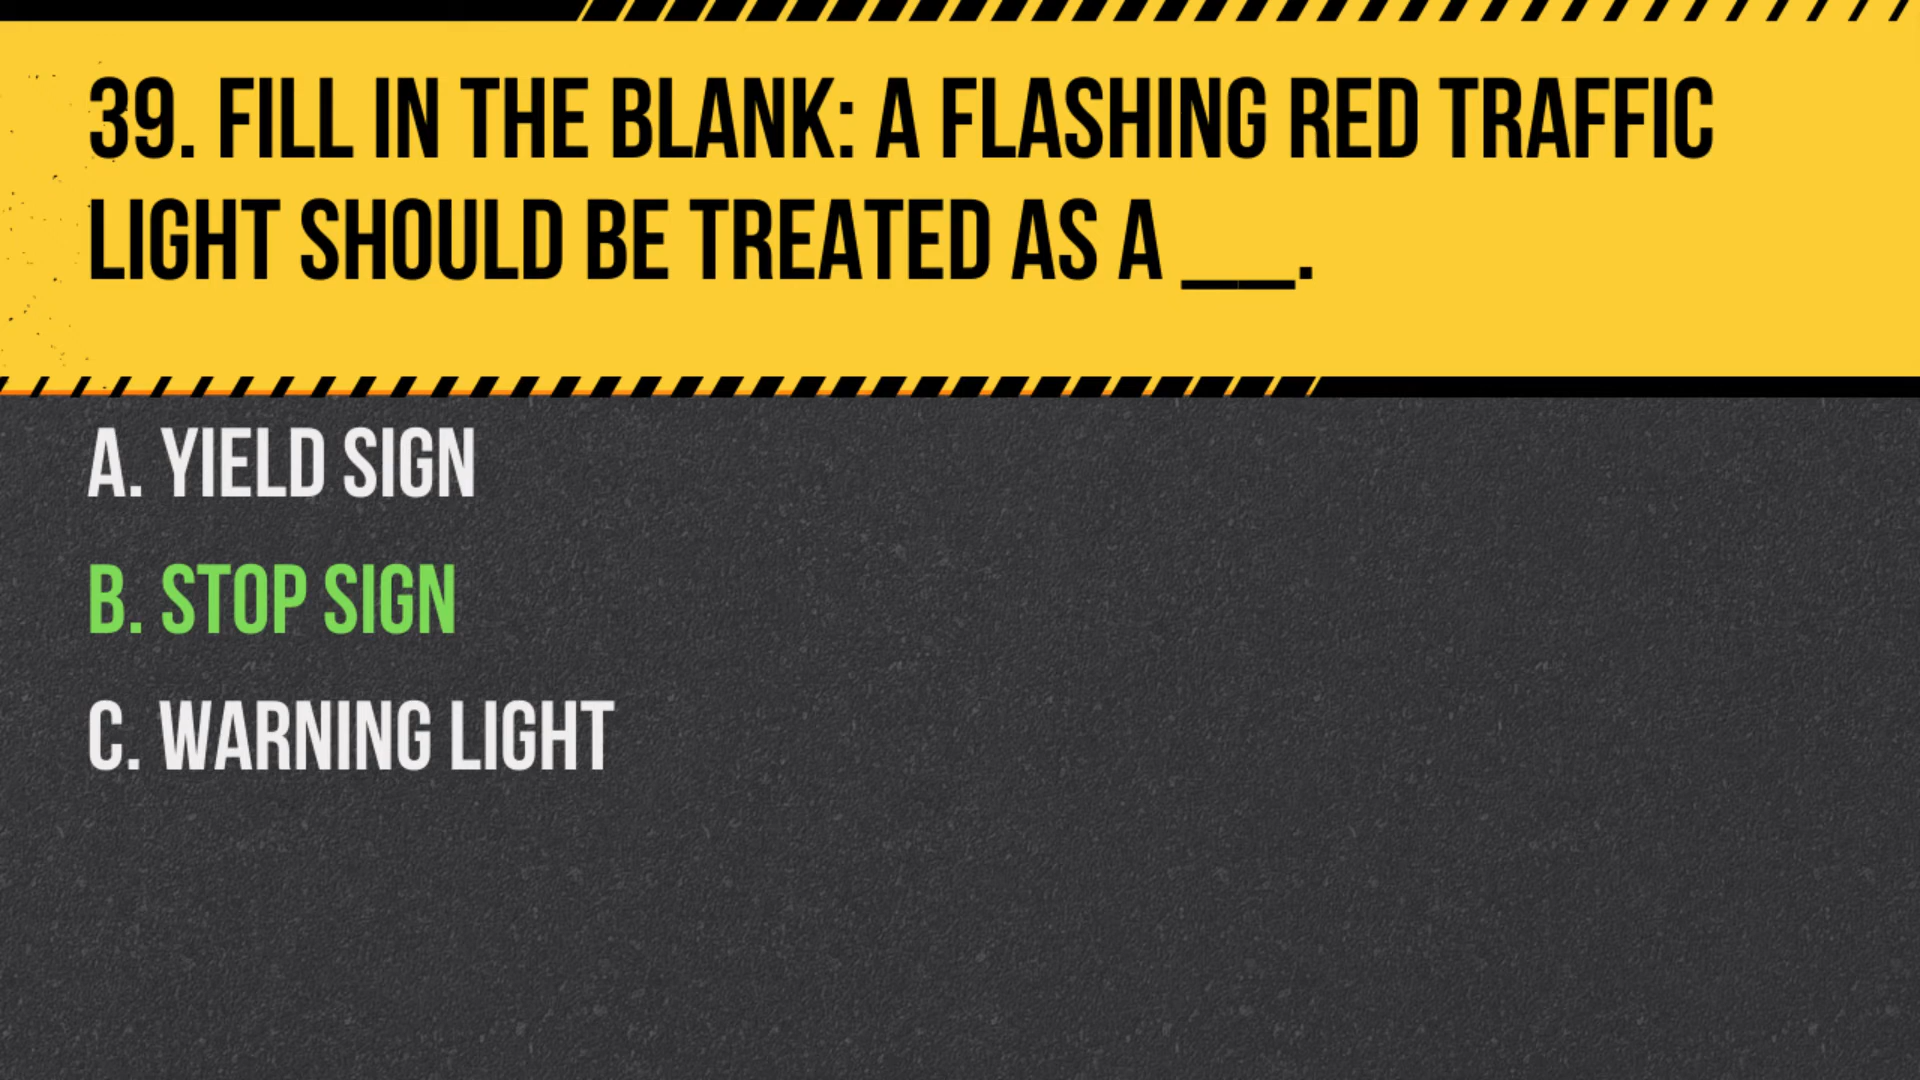 39. FILL IN THE BLANK: A FLASHING RED TRAFFIC
LIGHT SHOULD BE TREATED AS A __.
A. YIELD SIGN
B. STOP SIGN
C. WARNING LIGHT